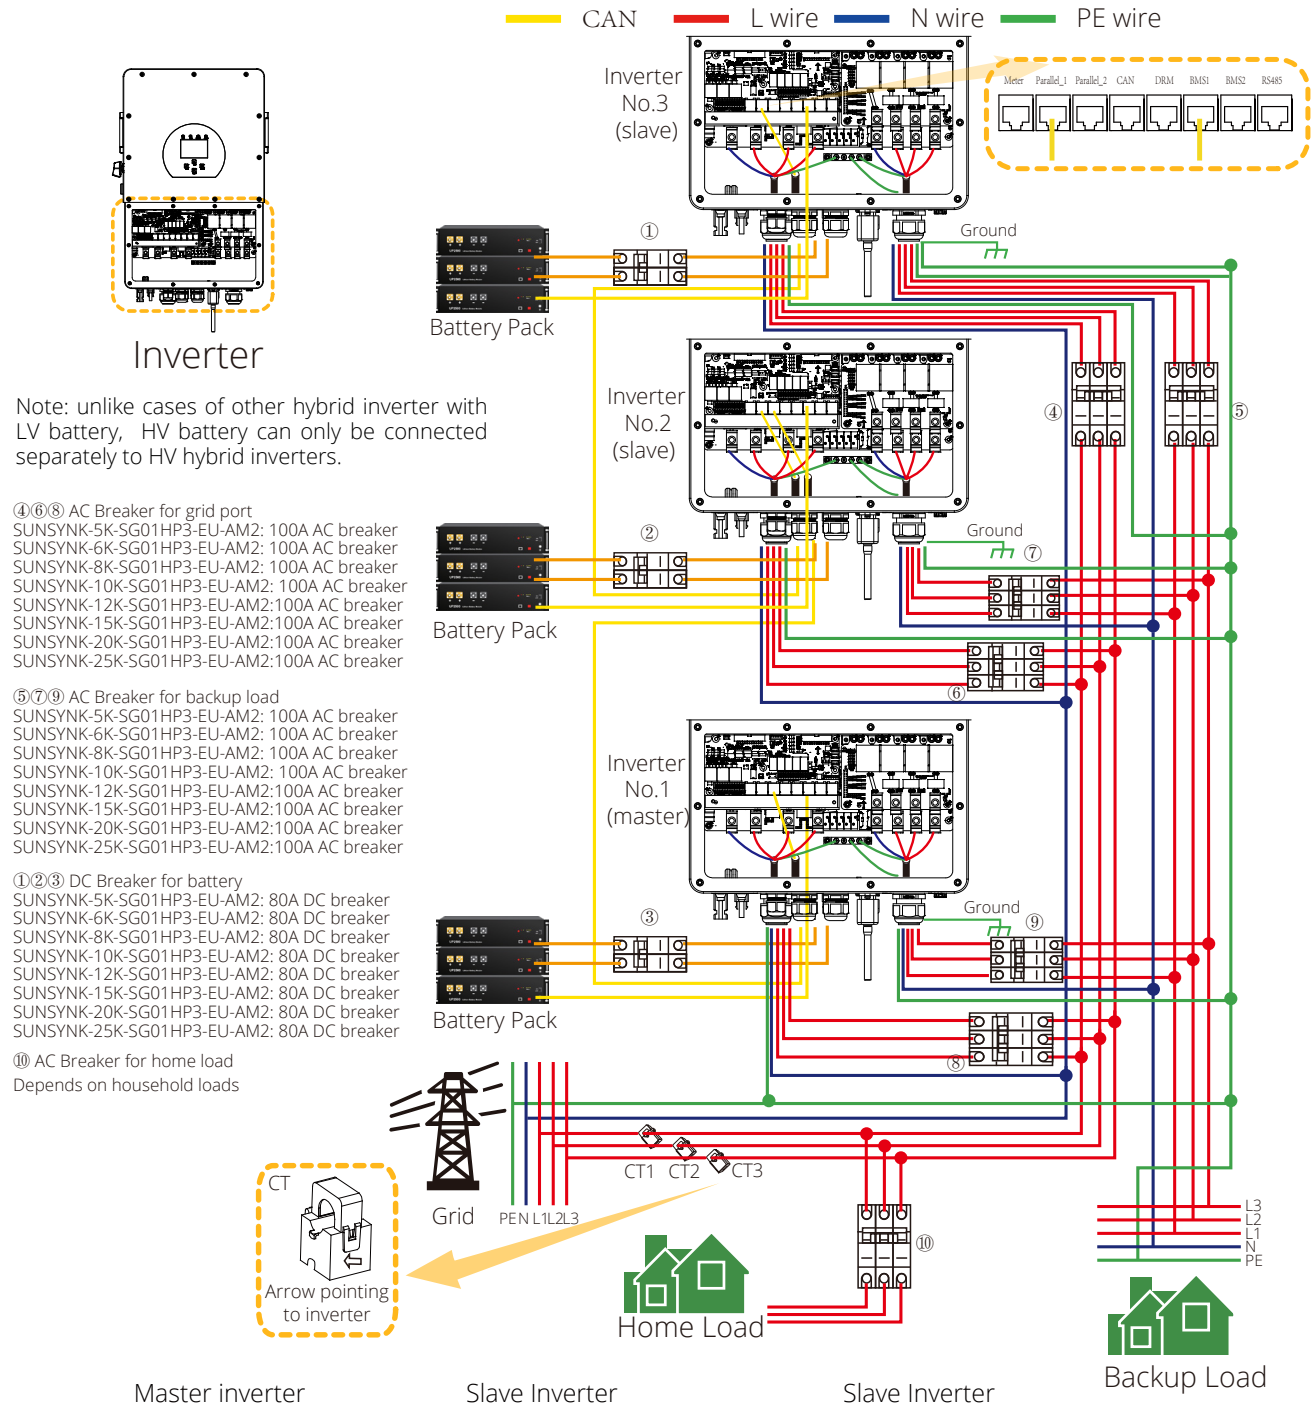 CAN L wire N wire PE wire
Inverter
No.3
(slave)
Meter Parallel_1 Parallel_2 CAN DRM BMS1 BMS2 RS485
Ground
①
Battery Pack
Inverter
Note: unlike cases of other hybrid inverter with
LV battery, HV battery can only be connected
separately to HV hybrid inverters.
Inverter
No.2
(slave)
④
⑤
②
Ground
⑦
Battery Pack
⑥
④⑥⑧ AC Breaker for grid port
SUNSYNK-5K-SG01HP3-EU-AM2: 100A AC breaker
SUNSYNK-6K-SG01HP3-EU-AM2: 100A AC breaker
SUNSYNK-8K-SG01HP3-EU-AM2: 100A AC breaker
SUNSYNK-10K-SG01HP3-EU-AM2: 100A AC breaker
SUNSYNK-12K-SG01HP3-EU-AM2:100A AC breaker
SUNSYNK-15K-SG01HP3-EU-AM2:100A AC breaker
SUNSYNK-20K-SG01HP3-EU-AM2:100A AC breaker
SUNSYNK-25K-SG01HP3-EU-AM2:100A AC breaker
⑤⑦⑨ AC Breaker for backup load
SUNSYNK-5K-SG01HP3-EU-AM2: 100A AC breaker
SUNSYNK-6K-SG01HP3-EU-AM2: 100A AC breaker
SUNSYNK-8K-SG01HP3-EU-AM2: 100A AC breaker
SUNSYNK-10K-SG01HP3-EU-AM2: 100A AC breaker
SUNSYNK-12K-SG01HP3-EU-AM2:100A AC breaker
SUNSYNK-15K-SG01HP3-EU-AM2:100A AC breaker
SUNSYNK-20K-SG01HP3-EU-AM2:100A AC breaker
SUNSYNK-25K-SG01HP3-EU-AM2:100A AC breaker
①②③ DC Breaker for battery
SUNSYNK-5K-SG01HP3-EU-AM2: 80A DC breaker
SUNSYNK-6K-SG01HP3-EU-AM2: 80A DC breaker
SUNSYNK-8K-SG01HP3-EU-AM2: 80A DC breaker
SUNSYNK-10K-SG01HP3-EU-AM2: 80A DC breaker
SUNSYNK-12K-SG01HP3-EU-AM2: 80A DC breaker
SUNSYNK-15K-SG01HP3-EU-AM2: 80A DC breaker
SUNSYNK-20K-SG01HP3-EU-AM2: 80A DC breaker
SUNSYNK-25K-SG01HP3-EU-AM2: 80A DC breaker
⑩ AC Breaker for home load
Depends on household loads
Inverter
No.1
(master)
③
Ground
⑨
Battery Pack
⑧
CT1 CT2 CT3
Grid
PE N L1 L2 L3
CT
Arrow pointing
to inverter
⑩
Home Load
L3
L2
L1
N
PE
Backup Load
Master inverter Slave Inverter Slave Inverter